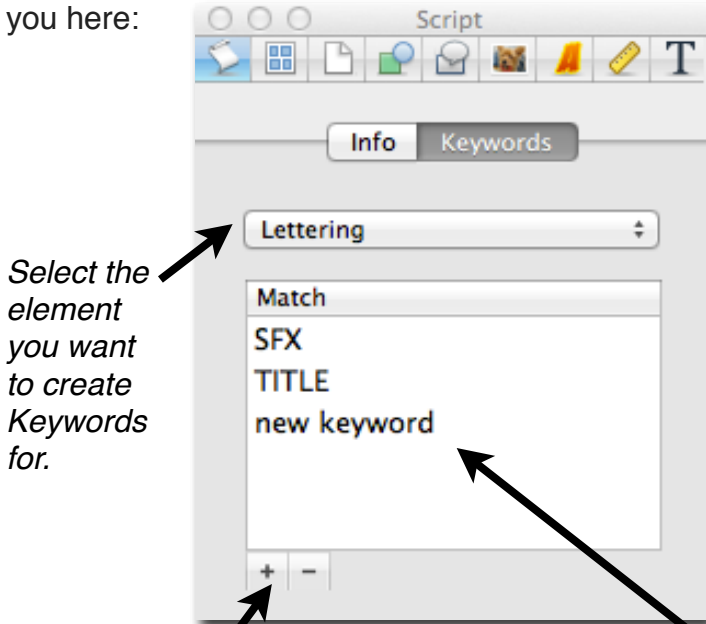 you here:
Script
T
Info Keywords
Lettering
Select the
element
you want
to create
Keywords
for.
Match
SFX
TITLE
new keyword
+ −